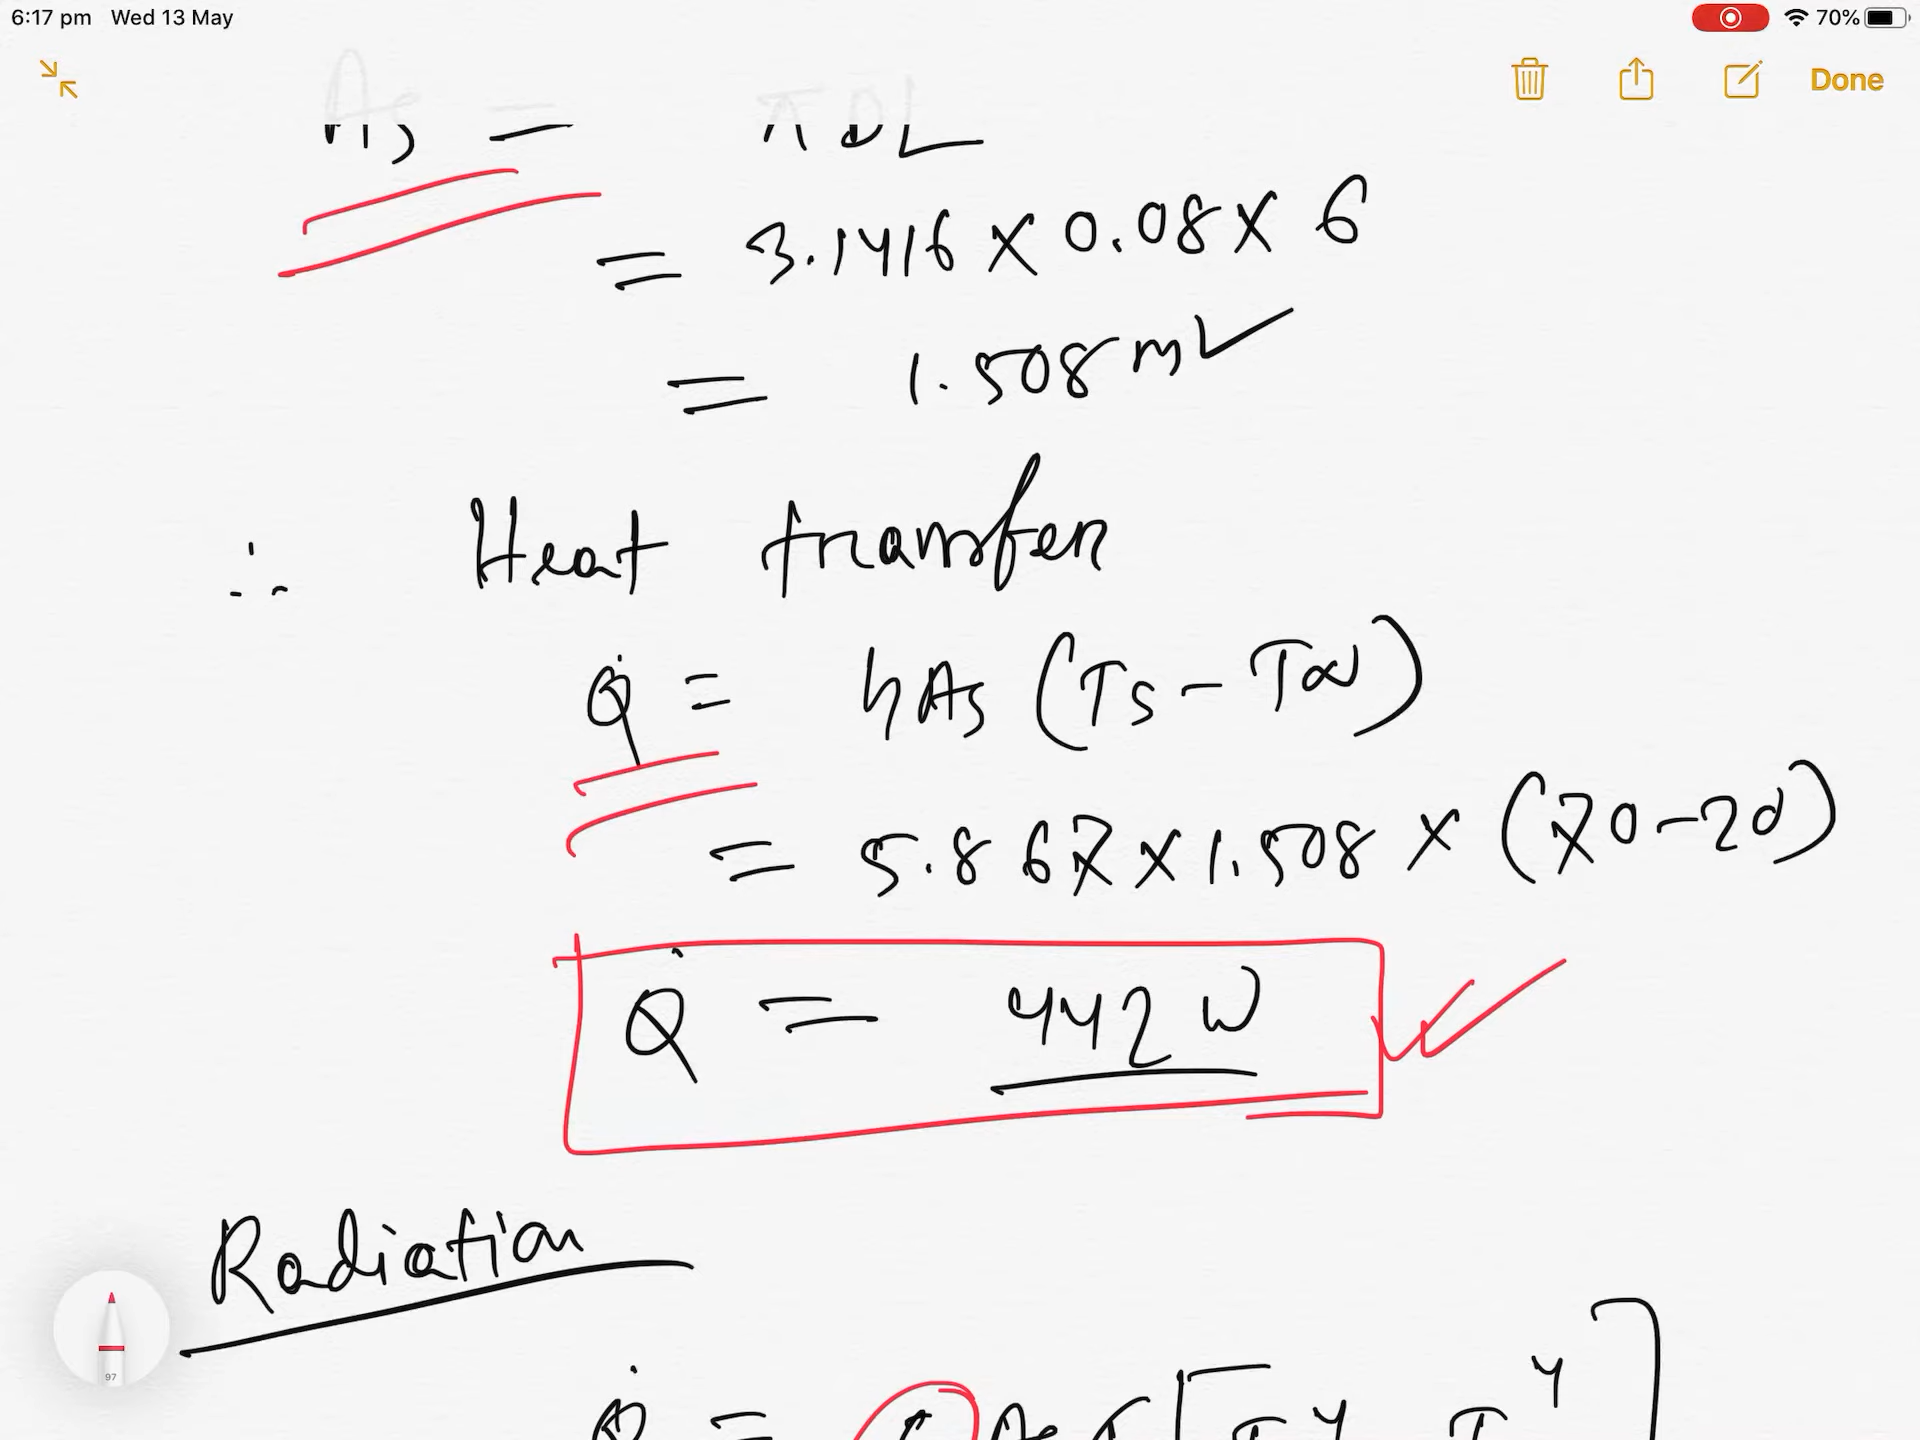 6:17 pm Wed 13 May 70%
Done
As = πDL
= 3.1416 × 0.08 × 6
= 1.508 m²
∴ Heat transfer
Q̇ = hAs (Ts - T∞)
= 5.867 × 1.508 × (70-20)
Q̇ = 442 W
Radiation
97